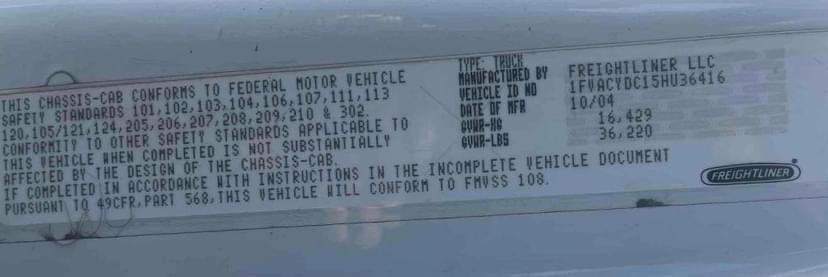 THIS CHASSIS-CAB CONFORMS TO FEDERAL MOTOR VEHICLE
SAFETY STANDARDS 101,102,103,104,106,107,111,113
120,105/121,124,205,206,207,208,209,210 & 302.
CONFORMITY TO OTHER SAFETY STANDARDS APPLICABLE TO
THIS VEHICLE WHEN COMPLETED IS NOT SUBSTANTIALLY
AFFECTED BY THE DESIGN OF THE CHASSIS-CAB.
IF COMPLETED IN ACCORDANCE WITH INSTRUCTIONS IN THE INCOMPLETE VEHICLE DOCUMENT
PURSUANT TO 49CFR,PART 568,THIS VEHICLE WILL CONFORM TO FMVSS 108.
TYPE: TRUCK
MANUFACTURED BY FREIGHTLINER LLC
VEHICLE ID NO 1FVACYDC15HU36416
DATE OF MFR 10/04
GVWR-KG 16,429
GVWR-LBS 36,220
FREIGHTLINER